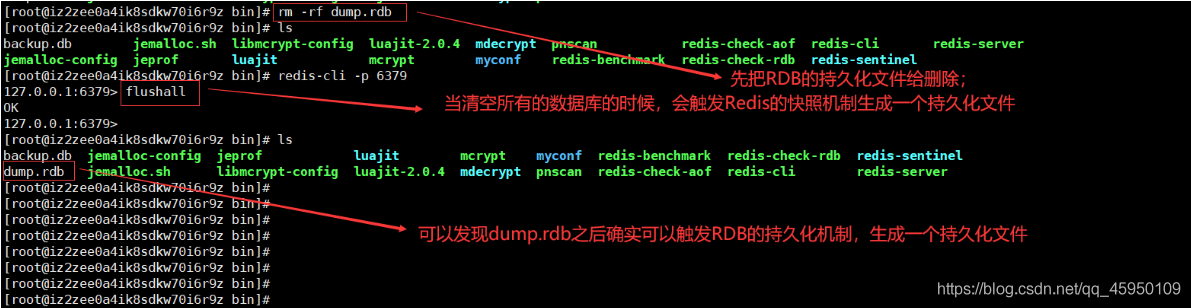 [root@iz2zee0a4ik8sdkw70i6r9z bin]# rm -rf dump.rdb
[root@iz2zee0a4ik8sdkw70i6r9z bin]# ls
backup.db jemalloc.sh libmcrypt-config luajit-2.0.4 mdecrypt pnscan redis-check-aof redis-cli redis-server
jemalloc-config jeprof luajit mcrypt myconf redis-benchmark redis-check-rdb redis-sentinel
[root@iz2zee0a4ik8sdkw70i6r9z bin]# redis-cli -p 6379
先把RDB的持久化文件给删除；
127.0.0.1:6379> flushall
当清空所有的数据库的时候，会触发Redis的快照机制生成一个持久化文件
OK
127.0.0.1:6379>
[root@iz2zee0a4ik8sdkw70i6r9z bin]# ls
backup.db jemalloc-config jeprof luajit mcrypt myconf redis-benchmark redis-check-rdb redis-sentinel
dump.rdb jemalloc.sh libmcrypt-config luajit-2.0.4 mdecrypt pnscan redis-check-aof redis-cli redis-server
[root@iz2zee0a4ik8sdkw70i6r9z bin]#
[root@iz2zee0a4ik8sdkw70i6r9z bin]#
[root@iz2zee0a4ik8sdkw70i6r9z bin]#
[root@iz2zee0a4ik8sdkw70i6r9z bin]#
可以发现dump.rdb之后确实可以触发RDB的持久化机制，生成一个持久化文件
[root@iz2zee0a4ik8sdkw70i6r9z bin]#
[root@iz2zee0a4ik8sdkw70i6r9z bin]#
[root@iz2zee0a4ik8sdkw70i6r9z bin]#
[root@iz2zee0a4ik8sdkw70i6r9z bin]#
https://blog.csdn.net/qq_45950109